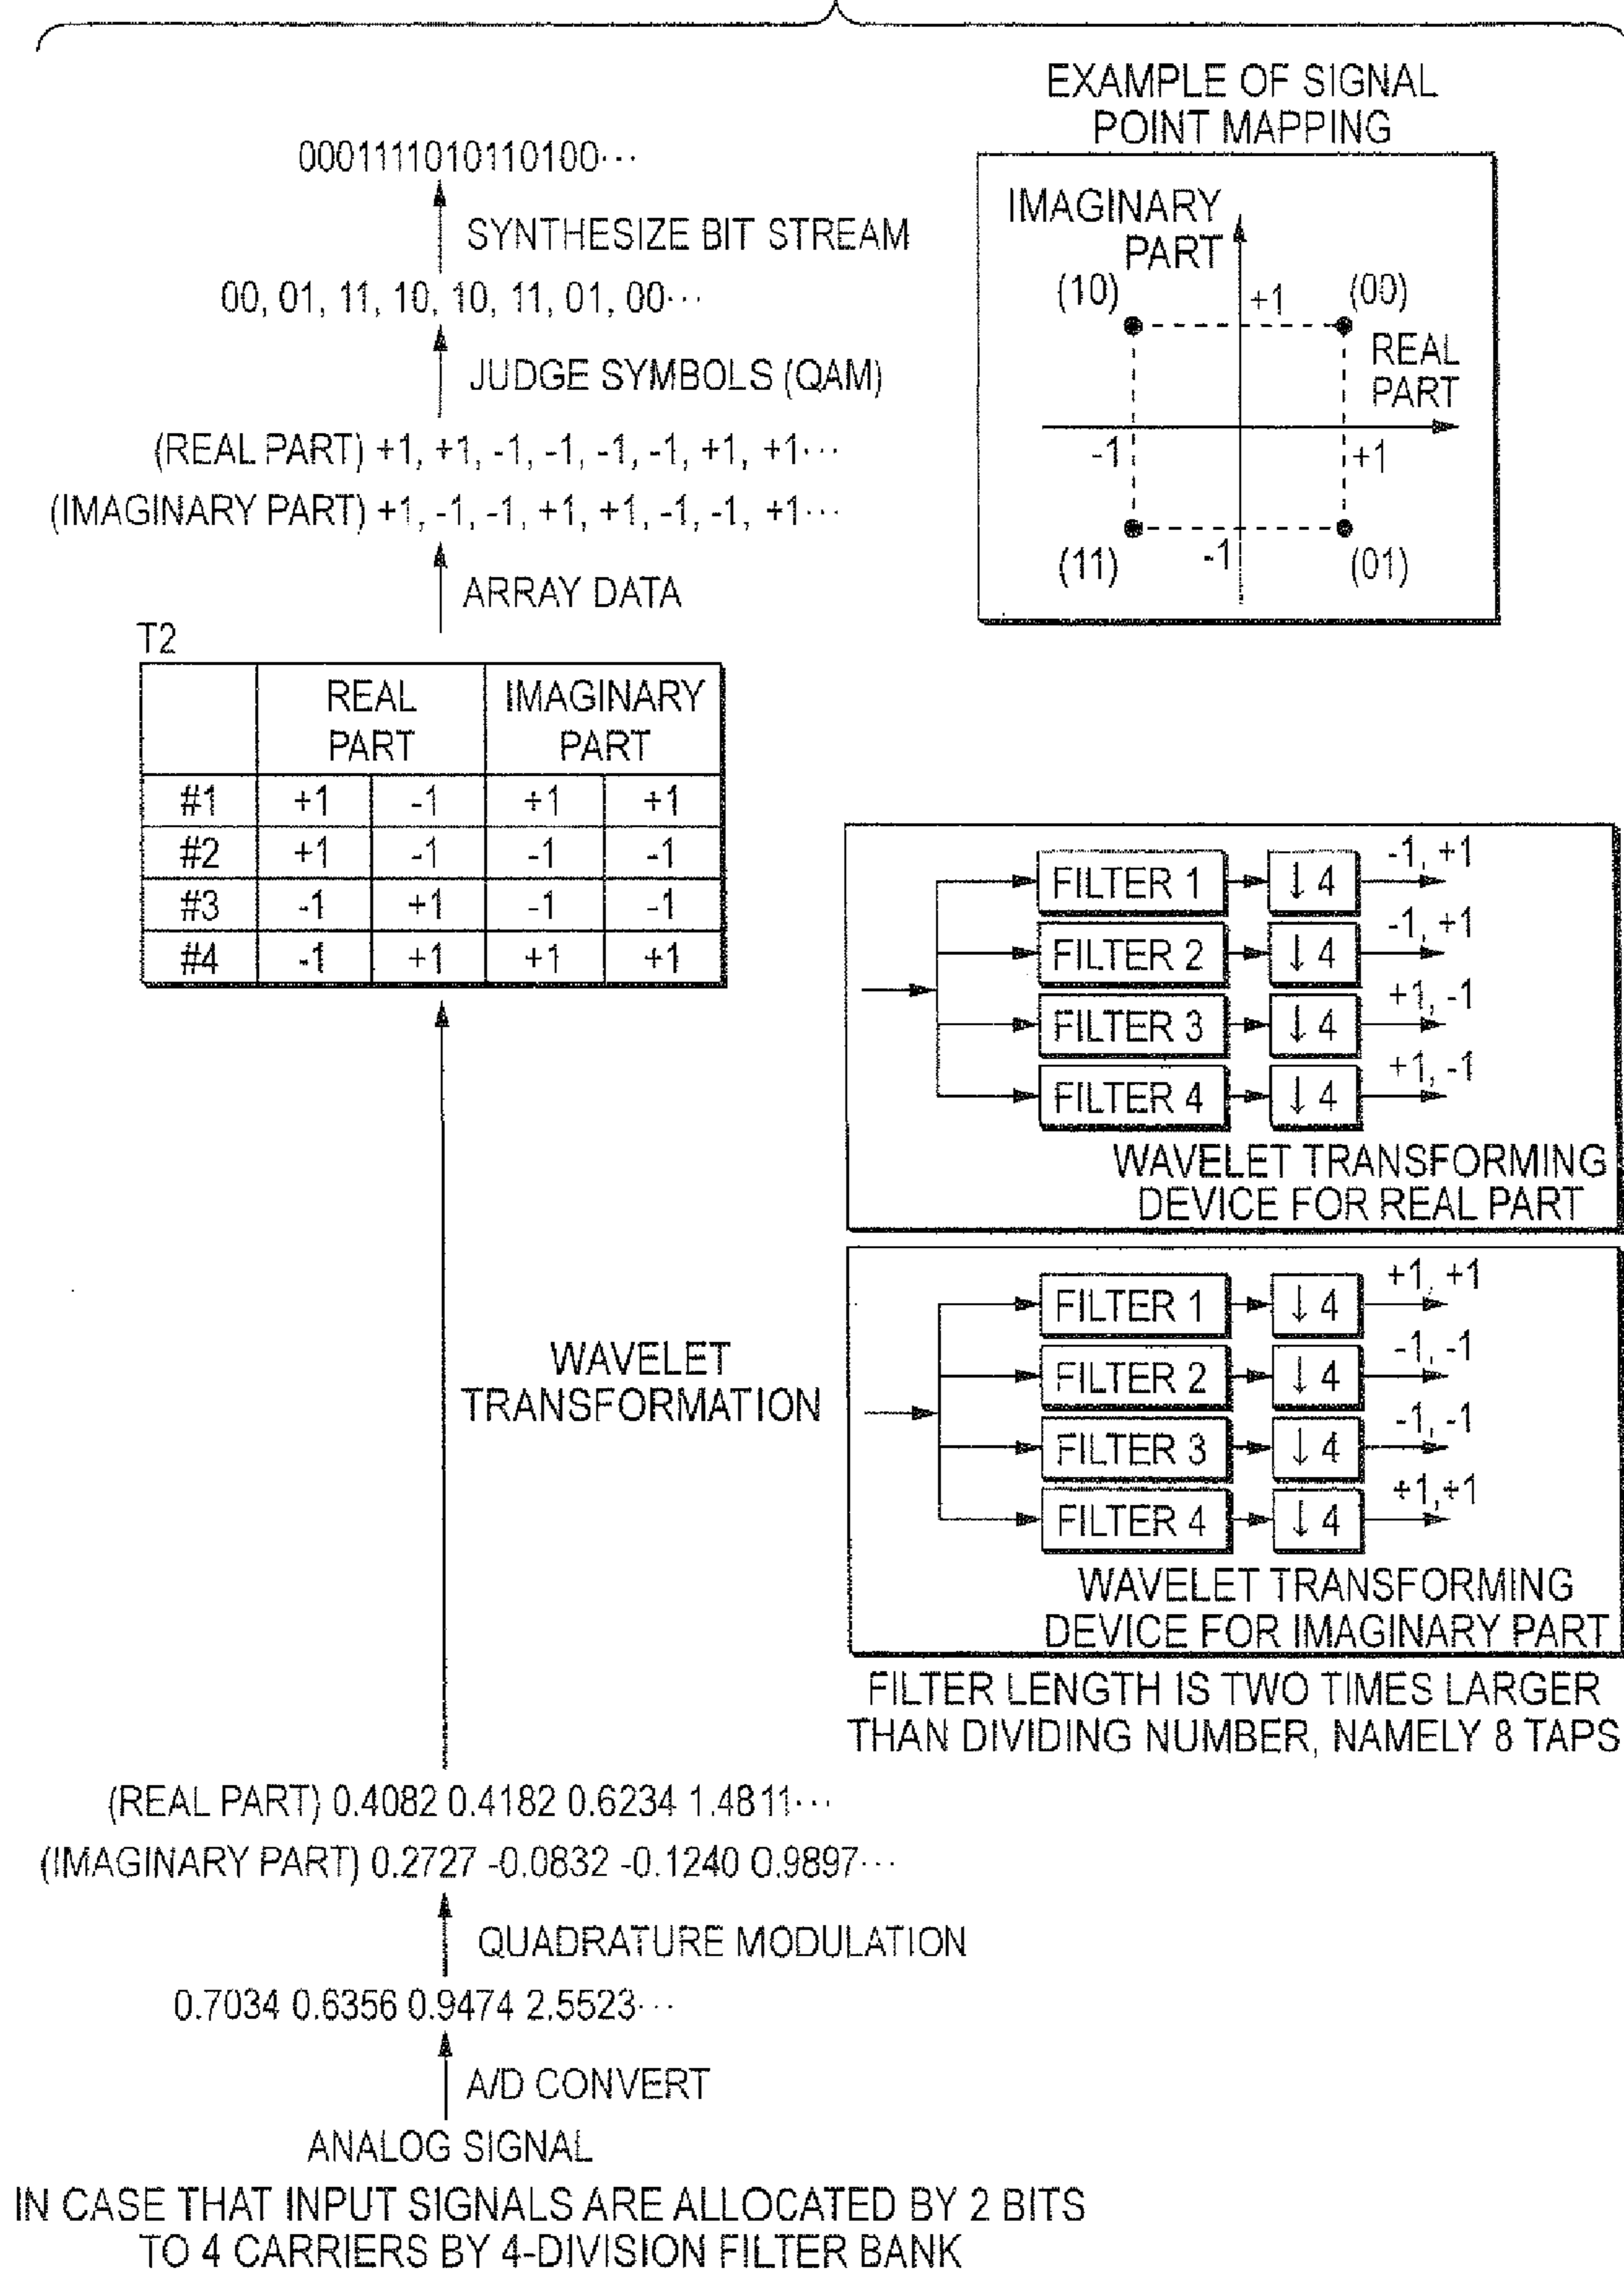 EXAMPLE OF SIGNAL
POINT MAPPING
0001111010110100···
SYNTHESIZE BIT STREAM
00, 01, 11, 10, 10, 11, 01, 00···
JUDGE SYMBOLS (QAM)
(REAL PART) +1, +1, -1, -1, -1, -1, +1, +1···
(IMAGINARY PART) +1, -1, -1, +1, +1, -1, -1, +1···
ARRAY DATA
IMAGINARY
PART
(10) +1 (00)
REAL
PART
-1 +1
(11) -1 (01)
T2
REAL
PART
IMAGINARY
PART
#1 +1 -1 +1 +1
#2 +1 -1 -1 -1
#3 -1 +1 -1 -1
#4 -1 +1 +1 +1
FILTER 1 ↓ 4 -1, +1
FILTER 2 ↓ 4 -1, +1
FILTER 3 ↓ 4 +1, -1
FILTER 4 ↓ 4 +1, -1
WAVELET TRANSFORMING
DEVICE FOR REAL PART
FILTER 1 ↓ 4 +1, +1
FILTER 2 ↓ 4 -1, -1
FILTER 3 ↓ 4 -1, -1
FILTER 4 ↓ 4 +1,+1
WAVELET TRANSFORMING
DEVICE FOR IMAGINARY PART
FILTER LENGTH IS TWO TIMES LARGER
THAN DIVIDING NUMBER, NAMELY 8 TAPS
WAVELET
TRANSFORMATION
(REAL PART) 0.4082 0.4182 0.6234 1.4811···
(IMAGINARY PART) 0.2727 -0.0832 -0.1240 0.9897···
QUADRATURE MODULATION
0.7034 0.6356 0.9474 2.5523···
A/D CONVERT
ANALOG SIGNAL
IN CASE THAT INPUT SIGNALS ARE ALLOCATED BY 2 BITS
TO 4 CARRIERS BY 4-DIVISION FILTER BANK